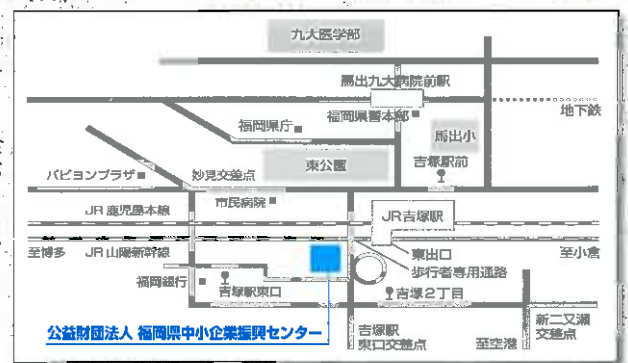 九大医学部
馬出九大病院前駅
地下鉄
福岡県警本部
福岡県庁
馬出小
東公園
吉塚駅前
パピヨンプラザ
妙見交差点
市民病院
JR吉塚駅
JR鹿児島本線
至博多
JR山陽新幹線
東出口
歩行者専用通路
至小倉
福岡銀行
吉塚駅東口
吉塚2丁目
公益財団法人 福岡県中小企業振興センター
吉塚駅
東口交差点
至空港
新二又瀬
交差点